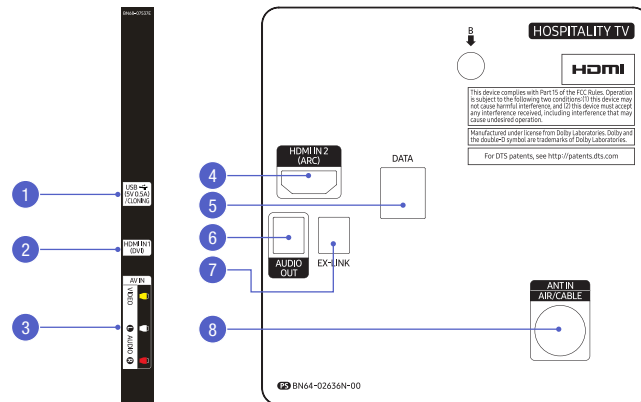 BN68-07537E
1
USB
(5V 0.5A)
/CLONING
2
HDMI IN 1
(DVI)
3
AV IN
VIDEO
L AUDIO R
B
HOSPITALITY TV
HDMI
This device complies with Part 15 of the FCC Rules. Operation
is subject to the following two conditions:(1) this device may
not cause harmful interference, and (2) this device must accept
any interference received, including interference that may
cause undesired operation.
Manufactured under license from Dolby Laboratories. Dolby and
the double-D symbol are trademarks of Dolby Laboratories.
For DTS patents, see http://patents.dts.com
4
HDMI IN 2
(ARC)
DATA
5
6
AUDIO
OUT
EX-LINK
7
ANT IN
AIR/CABLE
8
PS BN64-02636N-00